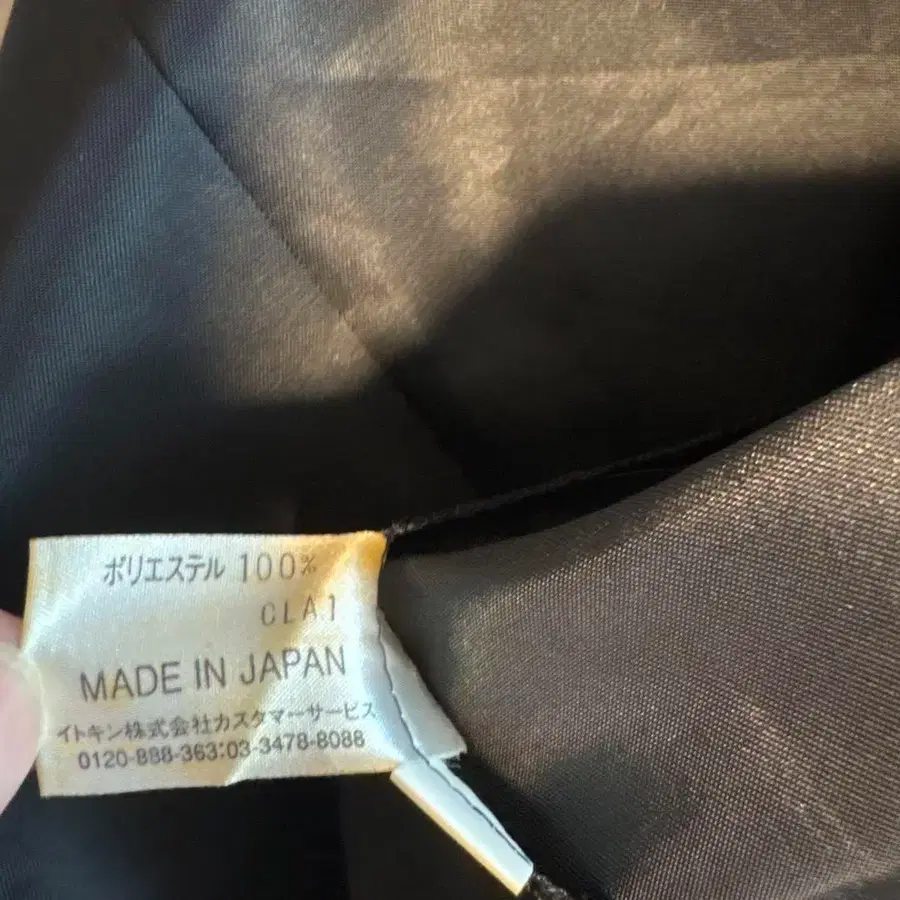 ポリエステル 100%
CLA1
MADE IN JAPAN
イトキン株式会社カスタマーサービス
0120-888-363:03-3478-8088